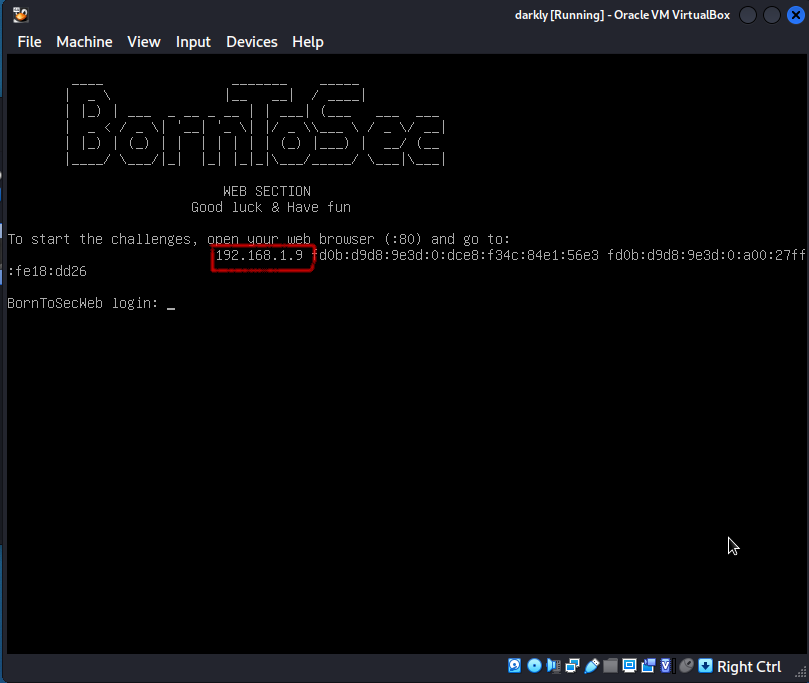 darkly [Running] - Oracle VM VirtualBox
File Machine View Input Devices Help
BornToSec
WEB SECTION
Good luck & Have fun
To start the challenges, open your web browser (:80) and go to:
192.168.1.9 fd0b:d9d8:9e3d:0:dce8:f34c:84e1:56e3 fd0b:d9d8:9e3d:0:a00:27ff
:fe18:dd26
BornToSecWeb login: _
Right Ctrl